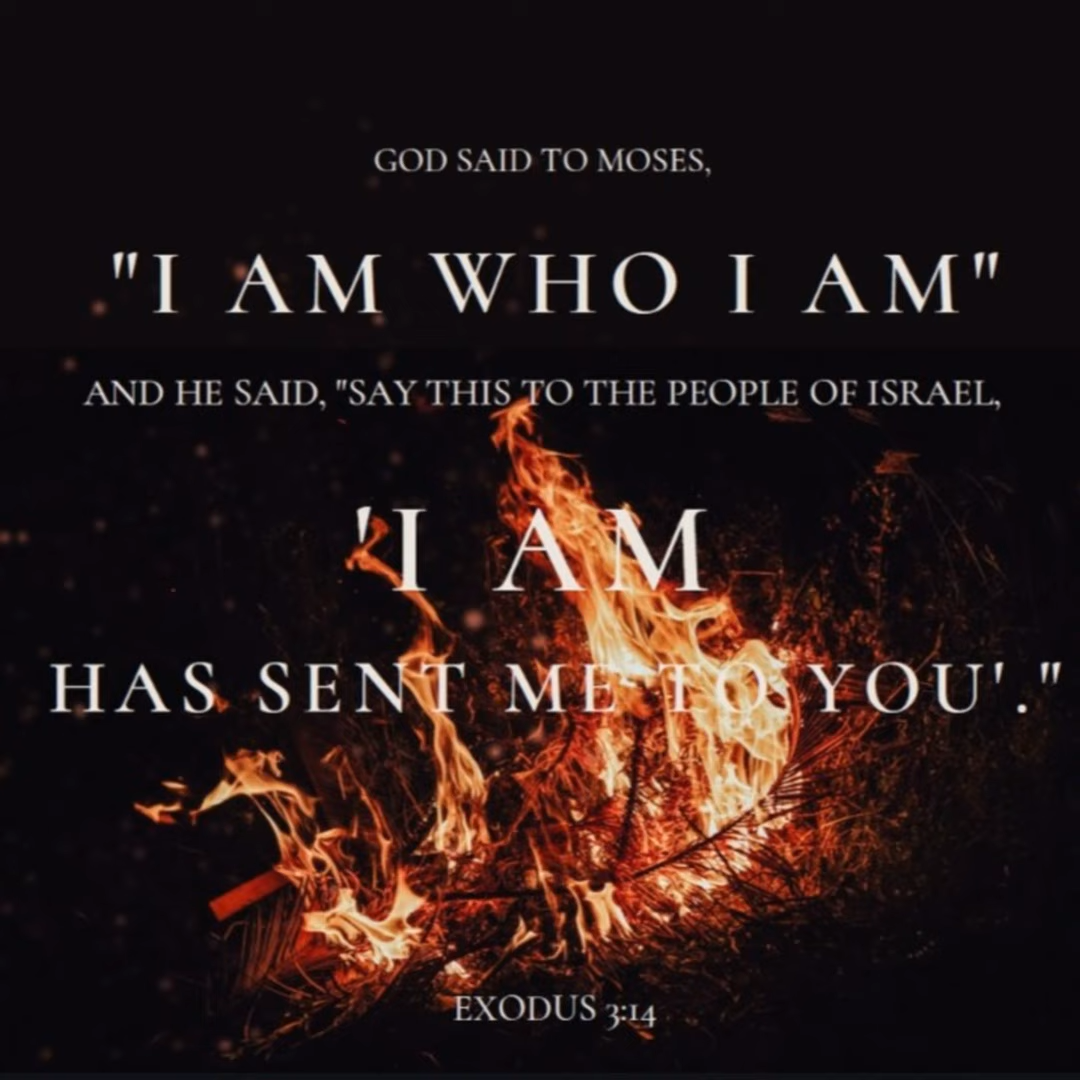 GOD SAID TO MOSES,
"I AM WHO I AM"
AND HE SAID, "SAY THIS TO THE PEOPLE OF ISRAEL,
'I AM
HAS SENT ME TO YOU'."
EXODUS 3:14